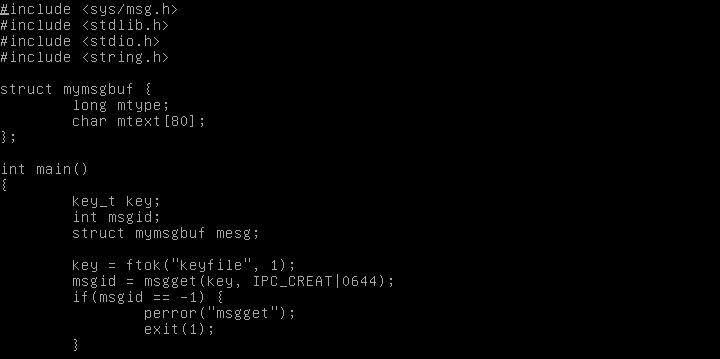 #include <sys/msg.h>
#include <stdlib.h>
#include <stdio.h>
#include <string.h>

struct mymsgbuf {
        long mtype;
        char mtext[80];
};

int main()
{
        key_t key;
        int msgid;
        struct mymsgbuf mesg;

        key = ftok("keyfile", 1);
        msgid = msgget(key, IPC_CREAT|0644);
        if(msgid == -1) {
                perror("msgget");
                exit(1);
        }